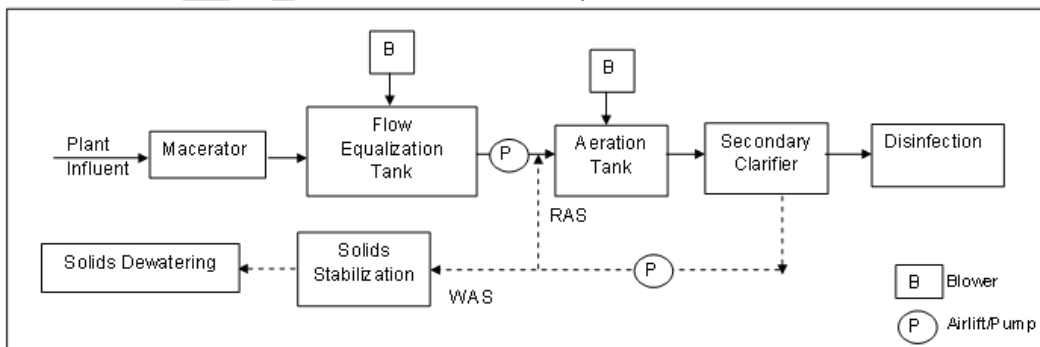 B
B
Plant
Influent
Macerator
Flow
Equalization
Tank
P
Aeration
Tank
Secondary
Clarifier
Disinfection
RAS
Solids Dewatering
Solids
Stabilization
WAS
P
B
Blower
P
Airlift/Pump